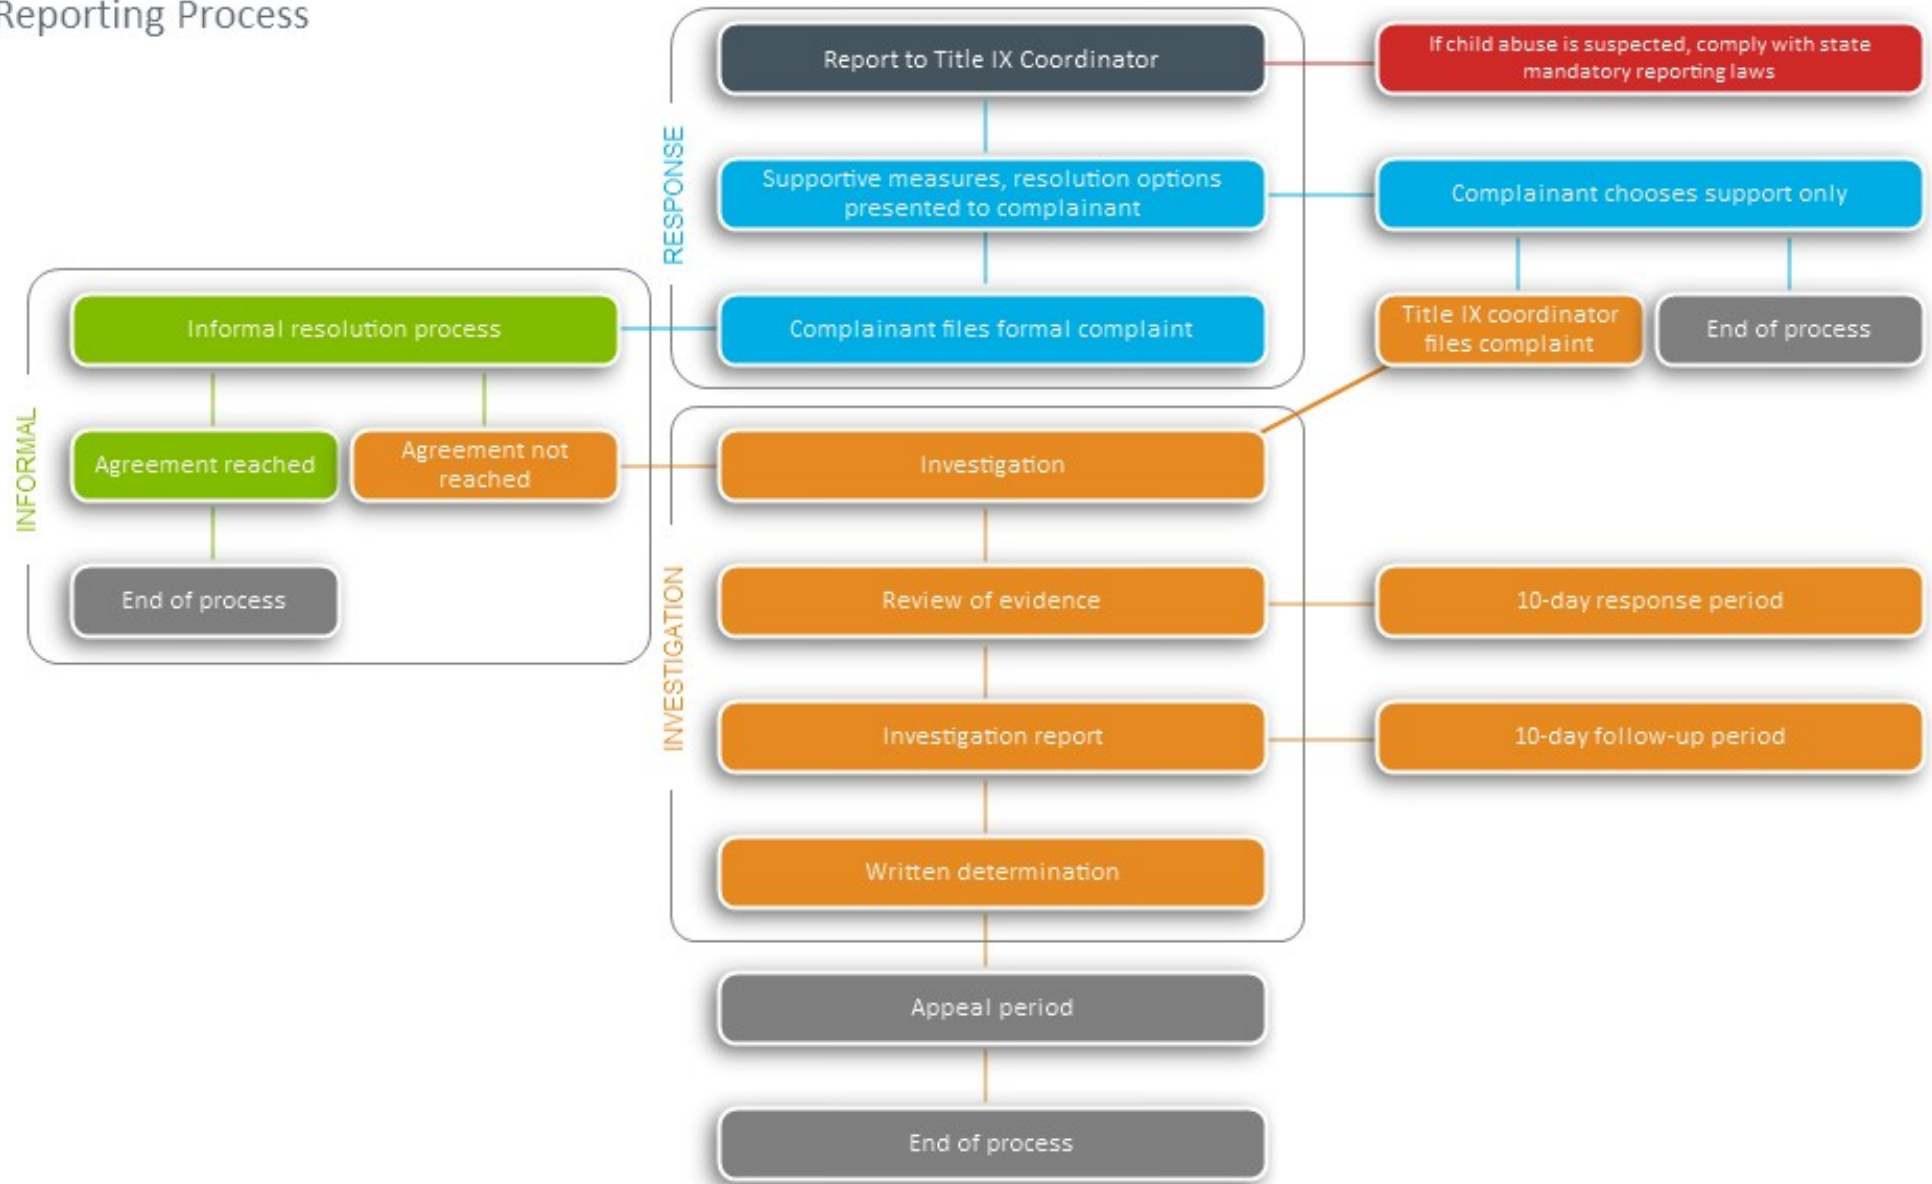 Reporting Process
Report to Title IX Coordinator
If child abuse is suspected, comply with state
mandatory reporting laws
RESPONSE
Supportive measures, resolution options
presented to complainant
Complainant chooses support only
INFORMAL
Informal resolution process
Complainant files formal complaint
Title IX coordinator
files complaint
End of process
Agreement reached
Agreement not
reached
Investigation
End of process
INVESTIGATION
Review of evidence
10-day response period
Investigation report
10-day follow-up period
Written determination
Appeal period
End of process